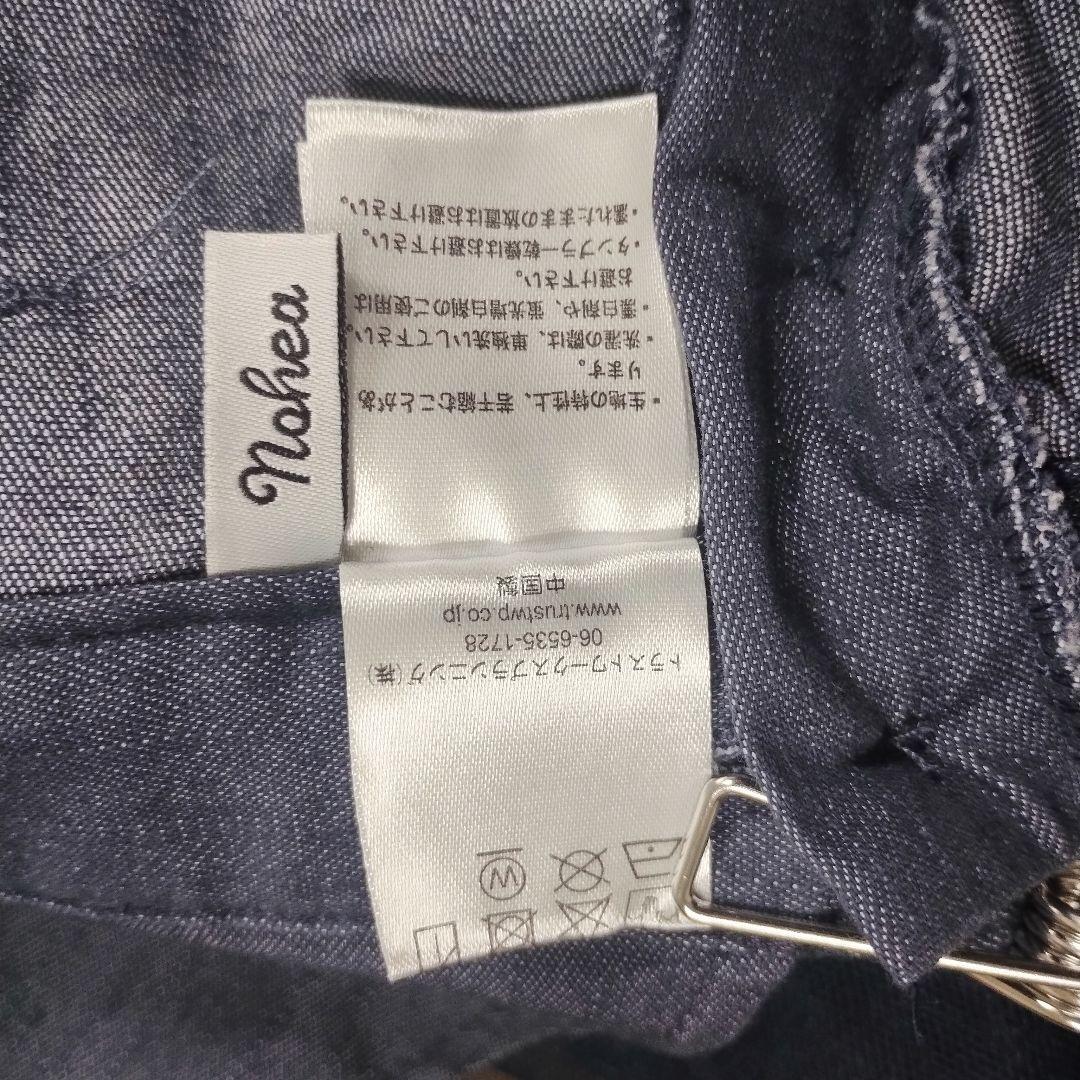 Nohea
トラストワークスプランニング(株)
06-6535-1728
www.trustwp.co.jp
中国製
・生地の特性上、若干縮むことがあ
ります。
・洗濯の際は、単独洗いして下さい。
・漂白剤や、蛍光増白剤のご使用は
お避け下さい。
・タンブラー乾燥はお避け下さい。
・濡れたままの放置はお避け下さい。